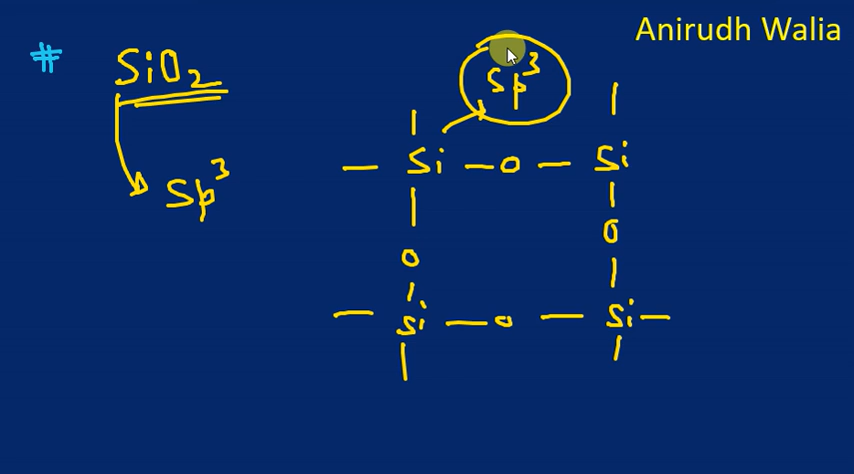 Anirudh Walia
# SiO2
Sp3
Sp3
Si - O - Si
O
O
Si - O - Si